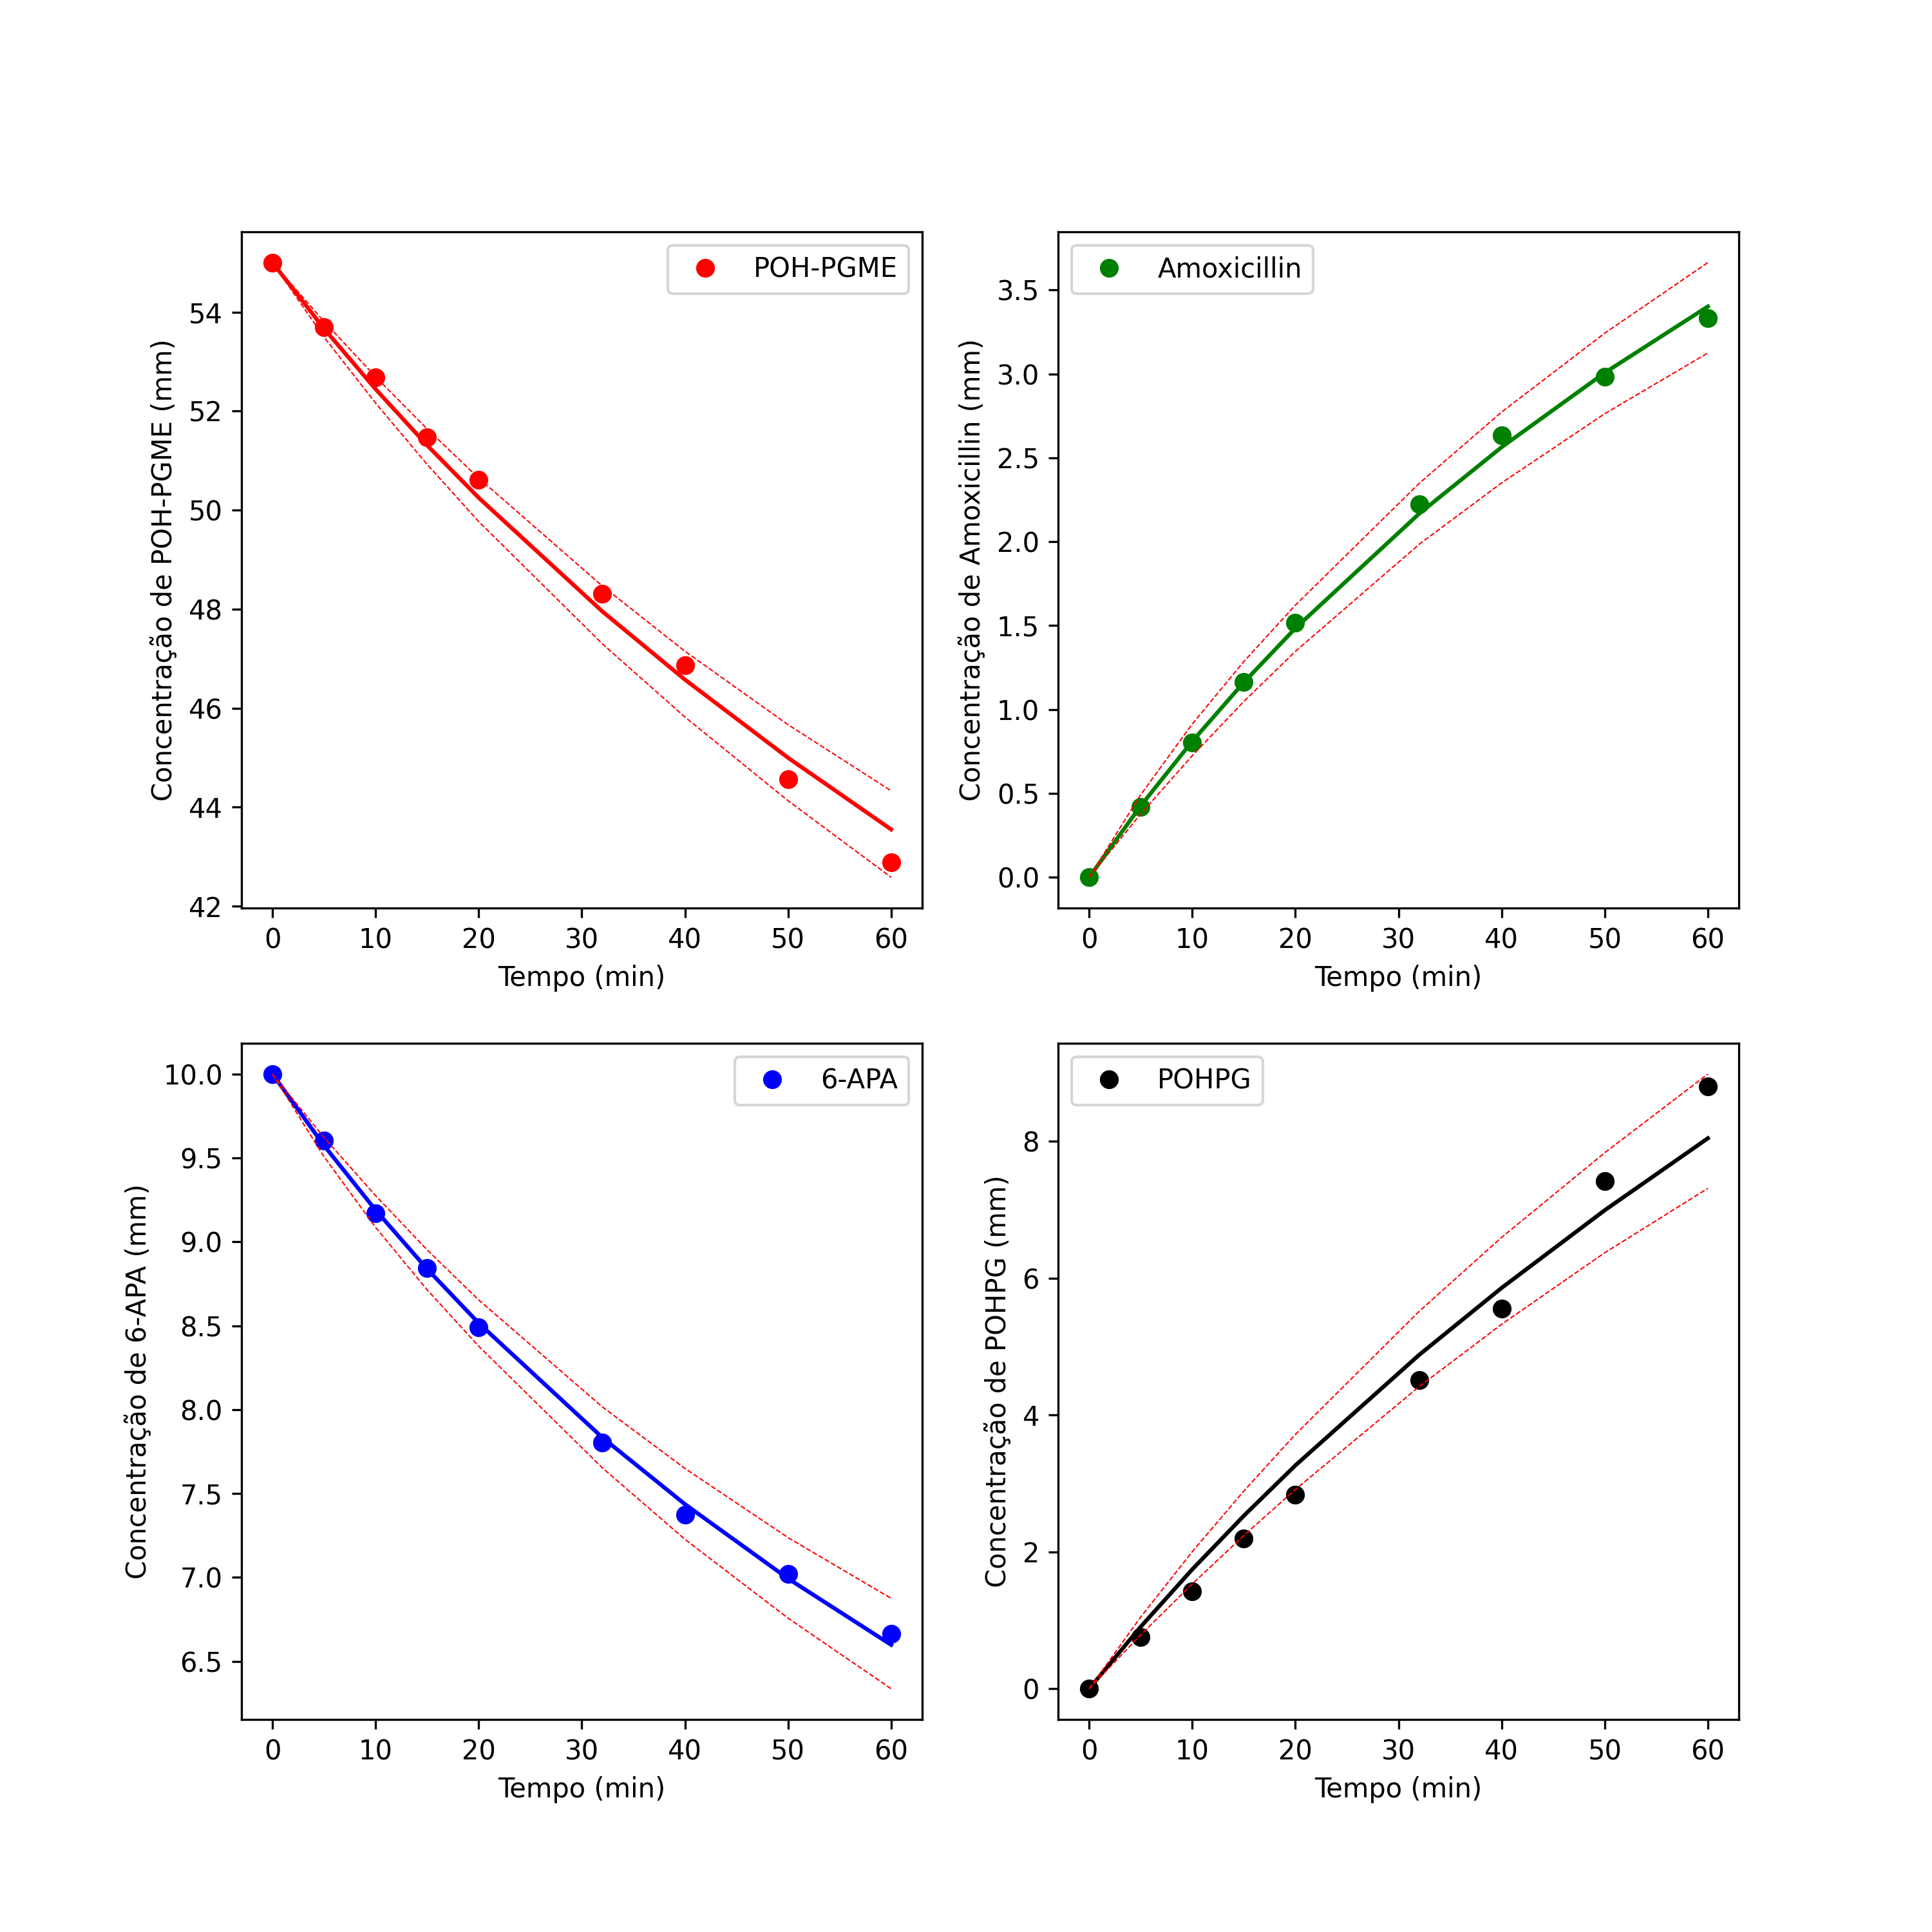 POH-PGME
Concentração de POH-PGME (mm)
54
52
50
48
46
44
42
0 10 20 30 40 50 60
Tempo (min)
Amoxicillin
Concentração de Amoxicillin (mm)
3.5
3.0
2.5
2.0
1.5
1.0
0.5
0.0
0 10 20 30 40 50 60
Tempo (min)
6-APA
Concentração de 6-APA (mm)
10.0
9.5
9.0
8.5
8.0
7.5
7.0
6.5
0 10 20 30 40 50 60
Tempo (min)
POHPG
Concentração de POHPG (mm)
8
6
4
2
0
0 10 20 30 40 50 60
Tempo (min)